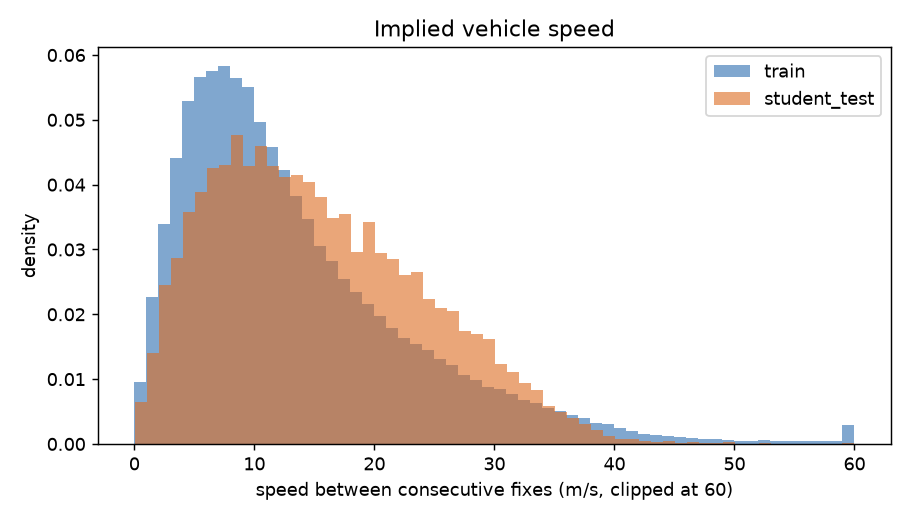 Implied vehicle speed
train
student_test
density
0.06
0.05
0.04
0.03
0.02
0.01
0.00
0 10 20 30 40 50 60
speed between consecutive fixes (m/s, clipped at 60)